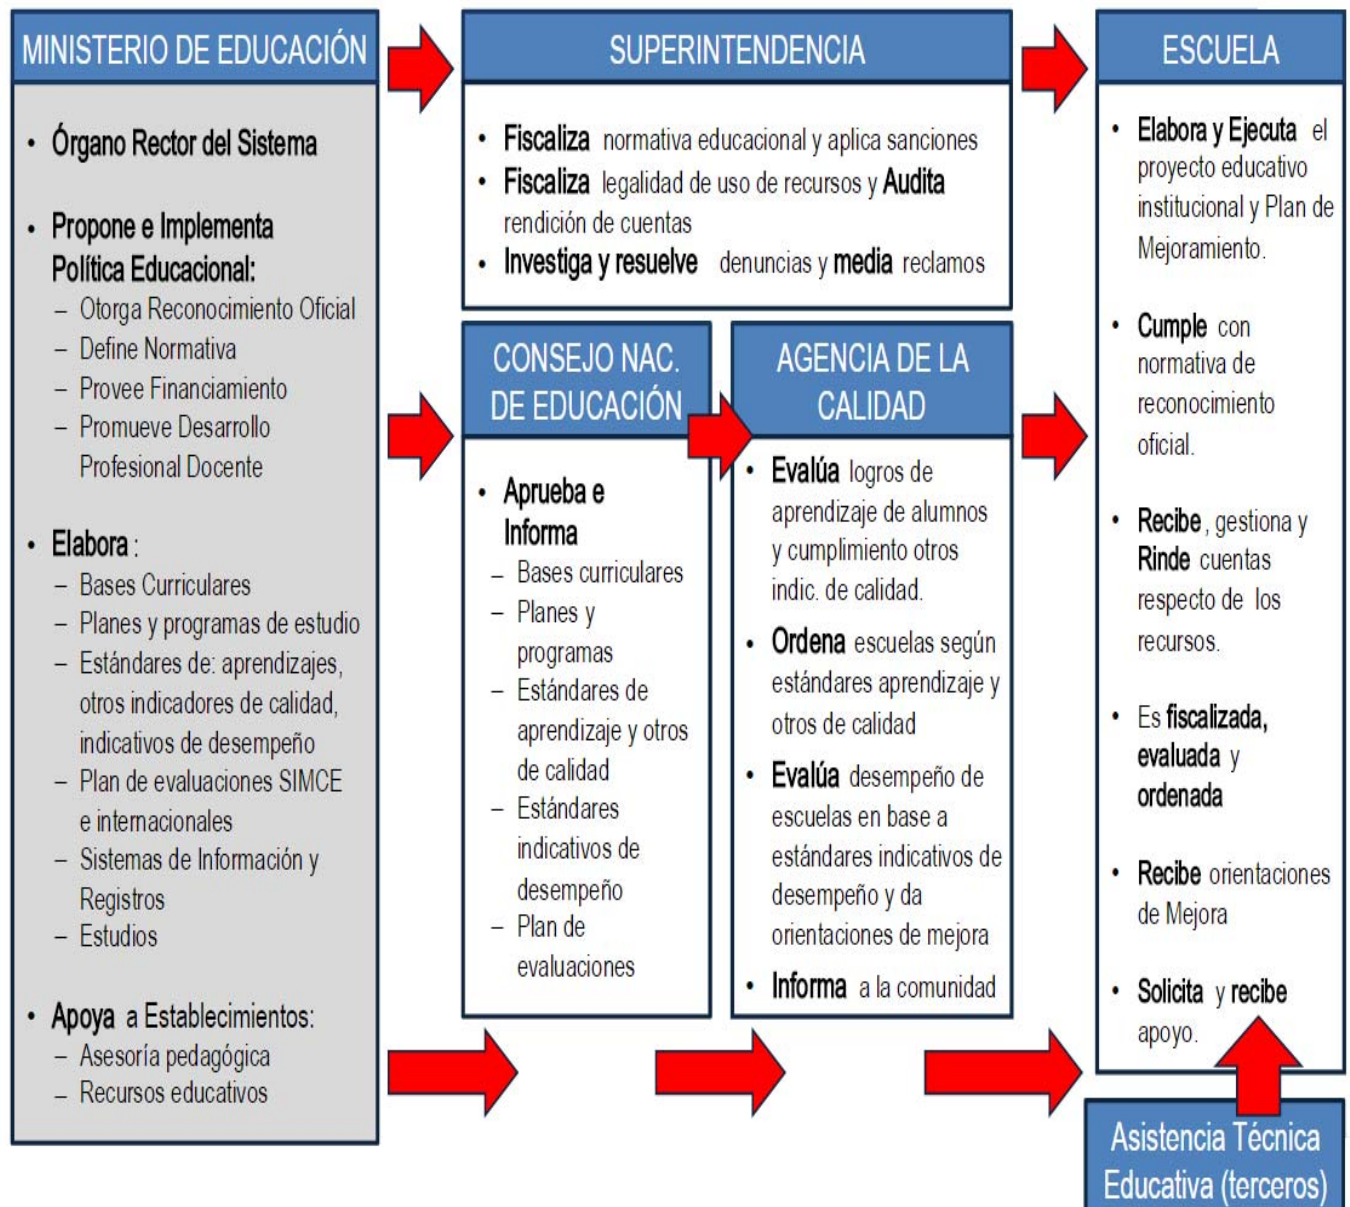 MINISTERIO DE EDUCACIÓN
• Órgano Rector del Sistema
• Propone e Implementa
Política Educacional:
– Otorga Reconocimiento Oficial
– Define Normativa
– Provee Financiamiento
– Promueve Desarrollo
Profesional Docente
• Elabora :
– Bases Curriculares
– Planes y programas de estudio
– Estándares de: aprendizajes,
otros indicadores de calidad,
indicativos de desempeño
– Plan de evaluaciones SIMCE
e internacionales
– Sistemas de Información y
Registros
– Estudios
• Apoya a Establecimientos:
– Asesoría pedagógica
– Recursos educativos
SUPERINTENDENCIA
• Fiscaliza normativa educacional y aplica sanciones
• Fiscaliza legalidad de uso de recursos y Audita
rendición de cuentas
• Investiga y resuelve denuncias y media reclamos
CONSEJO NAC.
DE EDUCACIÓN
• Aprueba e
Informa
– Bases curriculares
– Planes y
programas
– Estándares de
aprendizaje y otros
de calidad
– Estándares
indicativos de
desempeño
– Plan de
evaluaciones
AGENCIA DE LA
CALIDAD
• Evalúa logros de
aprendizaje de alumnos
y cumplimiento otros
indic. de calidad.
• Ordena escuelas según
estándares aprendizaje y
otros de calidad
• Evalúa desempeño de
escuelas en base a
estándares indicativos de
desempeño y da
orientaciones de mejora
• Informa a la comunidad
ESCUELA
• Elabora y Ejecuta el
proyecto educativo
institucional y Plan de
Mejoramiento.
• Cumple con
normativa de
reconocimiento
oficial.
• Recibe , gestiona y
Rinde cuentas
respecto de los
recursos.
• Es fiscalizada,
evaluada y
ordenada
• Recibe orientaciones
de Mejora
• Solicita y recibe
apoyo.
Asistencia Técnica
Educativa (terceros)